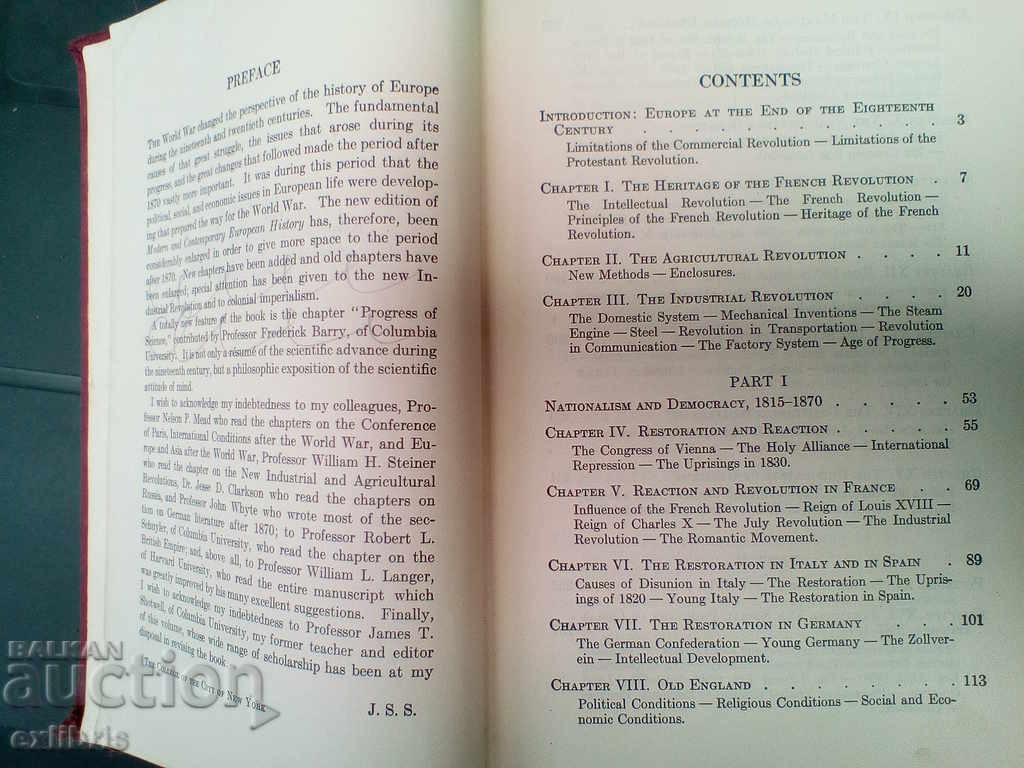 PREFACE
THE World War changed the perspective of the history of Europe
during the nineteenth and twentieth centuries. The fundamental
causes of that great struggle, the issues that arose during its
progress, and the great changes that followed made the period after
1870 vastly more important. It was during this period that the
political, social, and economic issues in European life were develop-
ing that prepared the way for the World War. The new edition of
Modern and Contemporary European History has, therefore, been
considerably enlarged in order to give more space to the period
after 1870. New chapters have been added and old chapters have
been enlarged; special attention has been given to the new In-
dustrial Revolution and to colonial imperialism.
A totally new feature of the book is the chapter "Progress of
Science," contributed by Professor Frederick Barry, of Columbia
University. It is not only a résumé of the scientific advance during
the nineteenth century, but a philosophic exposition of the scientific
attitude of mind.
I wish to acknowledge my indebtedness to my colleagues, Pro-
fessor Nelson P. Mead who read the chapters on the Conference
of Paris, International Conditions after the World War, and Eu-
rope and Asia after the World War, Professor William H. Steiner
who read the chapter on the New Industrial and Agricultural
Revolutions, Dr. Jesse D. Clarkson who read the chapters on
Russia, and Professor John Whyte who wrote most of the sec-
tion on German literature after 1870; to Professor Robert L.
Schuyler, of Columbia University, who read the chapter on the
British Empire; and, above all, to Professor William L. Langer,
of Harvard University, who read the entire manuscript which
was greatly improved by his many excellent suggestions. Finally,
I wish to acknowledge my indebtedness to Professor James T.
Shotwell, of Columbia University, my former teacher and editor
of this volume, whose wide range of scholarship has been at my
disposal in revising the book.
J. S. S.
THE COLLEGE OF THE CITY OF NEW YORK
CONTENTS
INTRODUCTION: EUROPE AT THE END OF THE EIGHTEENTH
CENTURY . . . . . . . . . . . . . 3
Limitations of the Commercial Revolution — Limitations of the
Protestant Revolution.
CHAPTER I. THE HERITAGE OF THE FRENCH REVOLUTION . 7
The Intellectual Revolution — The French Revolution —
Principles of the French Revolution — Heritage of the French
Revolution.
CHAPTER II. THE AGRICULTURAL REVOLUTION . . . . 11
New Methods — Enclosures.
CHAPTER III. THE INDUSTRIAL REVOLUTION . . . . 20
The Domestic System — Mechanical Inventions — The Steam
Engine — Steel — Revolution in Transportation — Revolution
in Communication — The Factory System — Age of Progress.
PART I
NATIONALISM AND DEMOCRACY, 1815–1870 . . . . . 53
CHAPTER IV. RESTORATION AND REACTION . . . . . 55
The Congress of Vienna — The Holy Alliance — International
Repression — The Uprisings in 1830.
CHAPTER V. REACTION AND REVOLUTION IN FRANCE . . 69
Influence of the French Revolution — Reign of Louis XVIII —
Reign of Charles X — The July Revolution — The Industrial
Revolution — The Romantic Movement.
CHAPTER VI. THE RESTORATION IN ITALY AND IN SPAIN . 89
Causes of Disunion in Italy — The Restoration — The Upris-
ings of 1820 — Young Italy — The Restoration in Spain.
CHAPTER VII. THE RESTORATION IN GERMANY . . . . 101
The German Confederation — Young Germany — The Zollver-
ein — Intellectual Development.
CHAPTER VIII. OLD ENGLAND . . . . . . . . 113
Political Conditions — Religious Conditions — Social and Eco-
nomic Conditions.
BALKAN
auction
exlibris